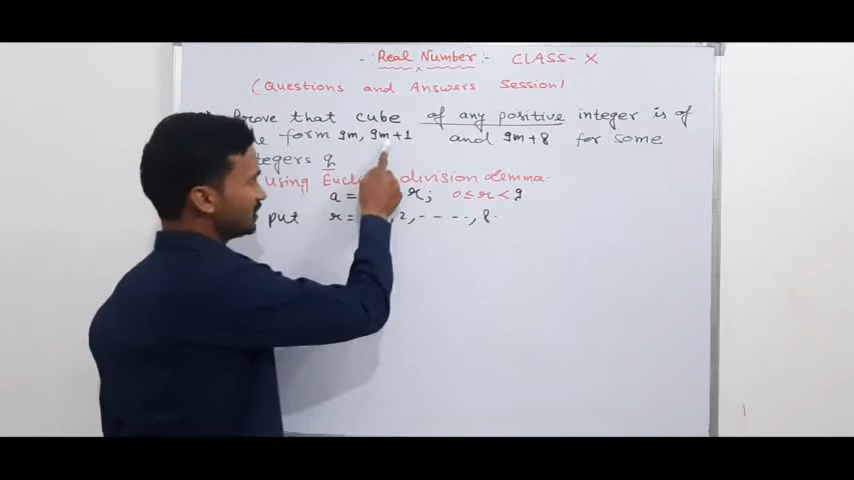 - Real Number :- CLASS- X
(Questions and Answers Session)
Prove that cube of any positive integer is of
form 9m, 9m+1 and 9m+8 for some
integers q
Using division lemma.
a = r; 0≤r<9
put r= ,2,- - - -,8.